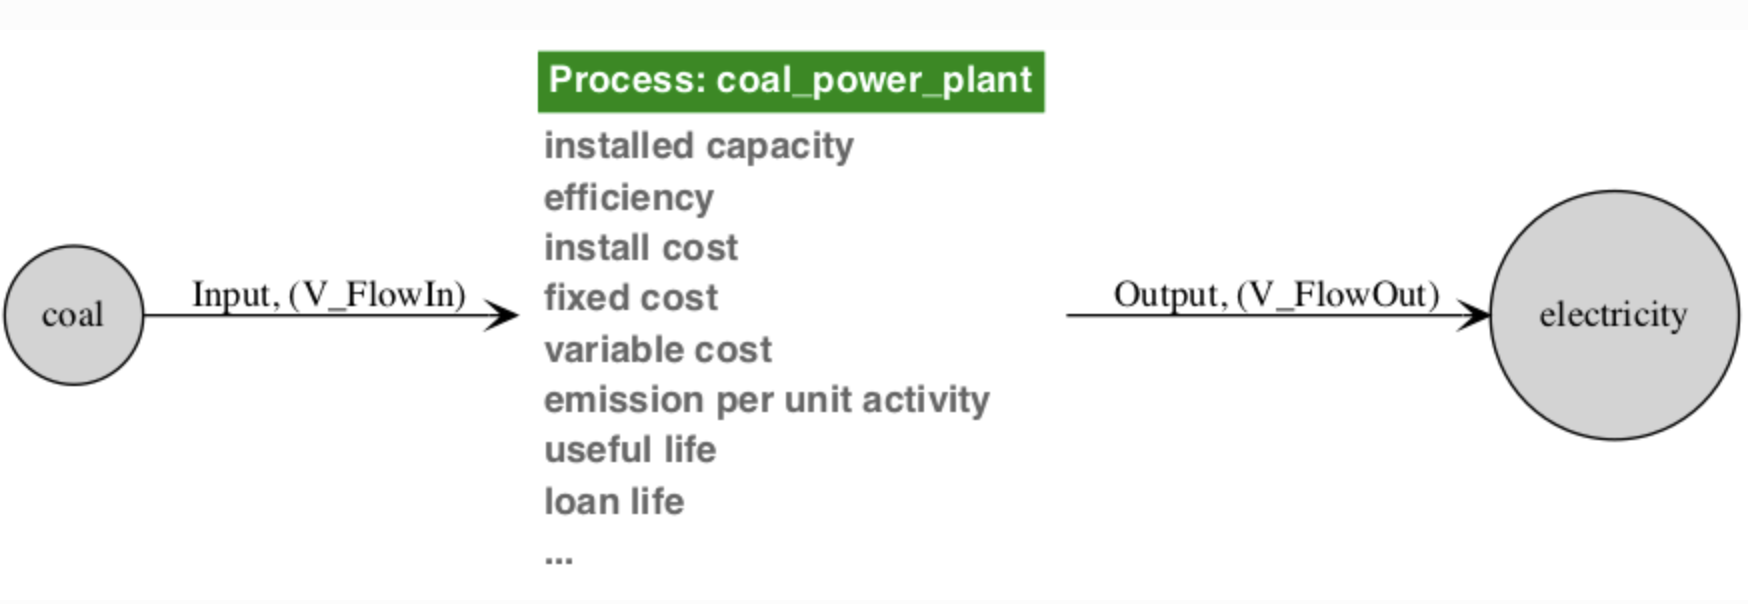 Process: coal_power_plant
installed capacity
efficiency
install cost
fixed cost
variable cost
emission per unit activity
useful life
loan life
...
coal
Input, (V_FlowIn)
Output, (V_FlowOut)
electricity